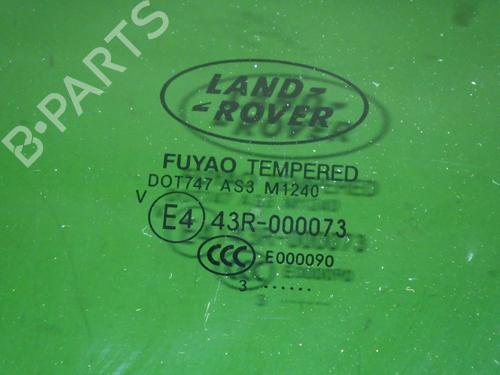 B-PARTS
LAND-
-ROVER
FUYAO TEMPERED
DOT747 AS3 M1240
V E4 43R-000073
CCC E000090
3 ......